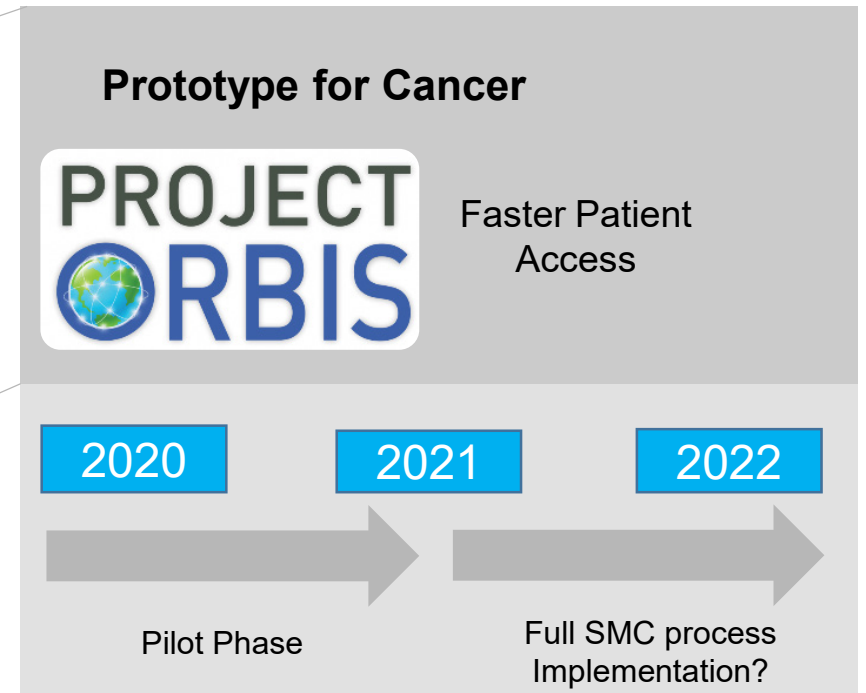 Prototype for Cancer
PROJECT
ORBIS
Faster Patient
Access
2020
2021
2022
Pilot Phase
Full SMC process
Implementation?